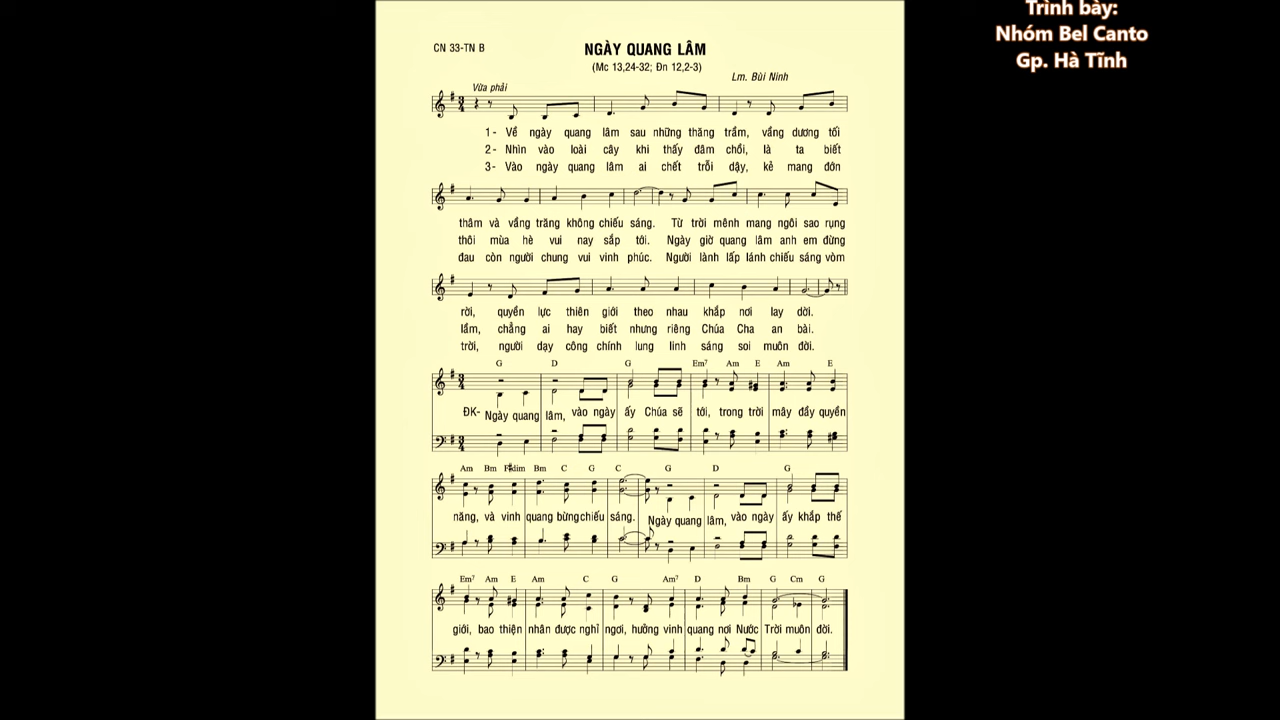 Trình bày:
Nhóm Bel Canto
Gp. Hà Tĩnh
CN 33-TN B
NGÀY QUANG LÂM
(Mc 13,24-32; Đn 12,2-3)
Lm. Bùi Ninh
Vừa phải
1- Về ngày quang lâm sau những thăng trầm, vầng dương tối
2- Nhìn vào loài cây khi thấy đâm chồi, là ta biết
3- Vào ngày quang lâm ai chết trỗi dậy, kẻ mang đớn
thâm và vầng trăng không chiếu sáng. Từ trời mênh mang ngôi sao rụng
thôi mùa hè vui nay sắp tới. Ngày giờ quang lâm anh em đừng
đau còn người chung vui vinh phúc. Người lành lấp lánh chiếu sáng vòm
rời, quyền lực thiên giới theo nhau khắp nơi lay dời.
lầm, chẳng ai hay biết nhưng riêng Chúa Cha an bài.
trời, người dạy công chính lung linh sáng soi muôn đời.
G D G Em7 Am E Am E
ĐK- Ngày quang lâm, vào ngày ấy Chúa sẽ tới, trong trời mây đầy quyền
Am Bm F#dim Bm C G C G D G
năng, và vinh quang bừng chiếu sáng. Ngày quang lâm, vào ngày ấy khắp thế
Em7 Am E Am C G Am7 D Bm G Cm G
giới, bao thiện nhân được nghỉ ngơi, hưởng vinh quang nơi Nước Trời muôn đời.